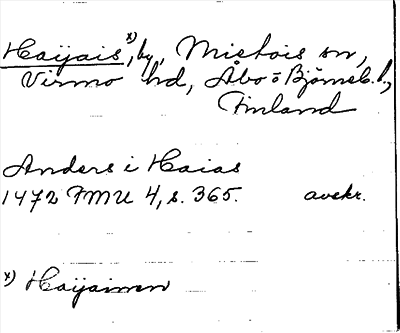 Haijais x), by, Mietois sn,
Virmo hd, Åbo o Björneb. l.,
Finland
Anders i Haias
1472 FMU 4, s. 365. avskr.
x) Haijainen